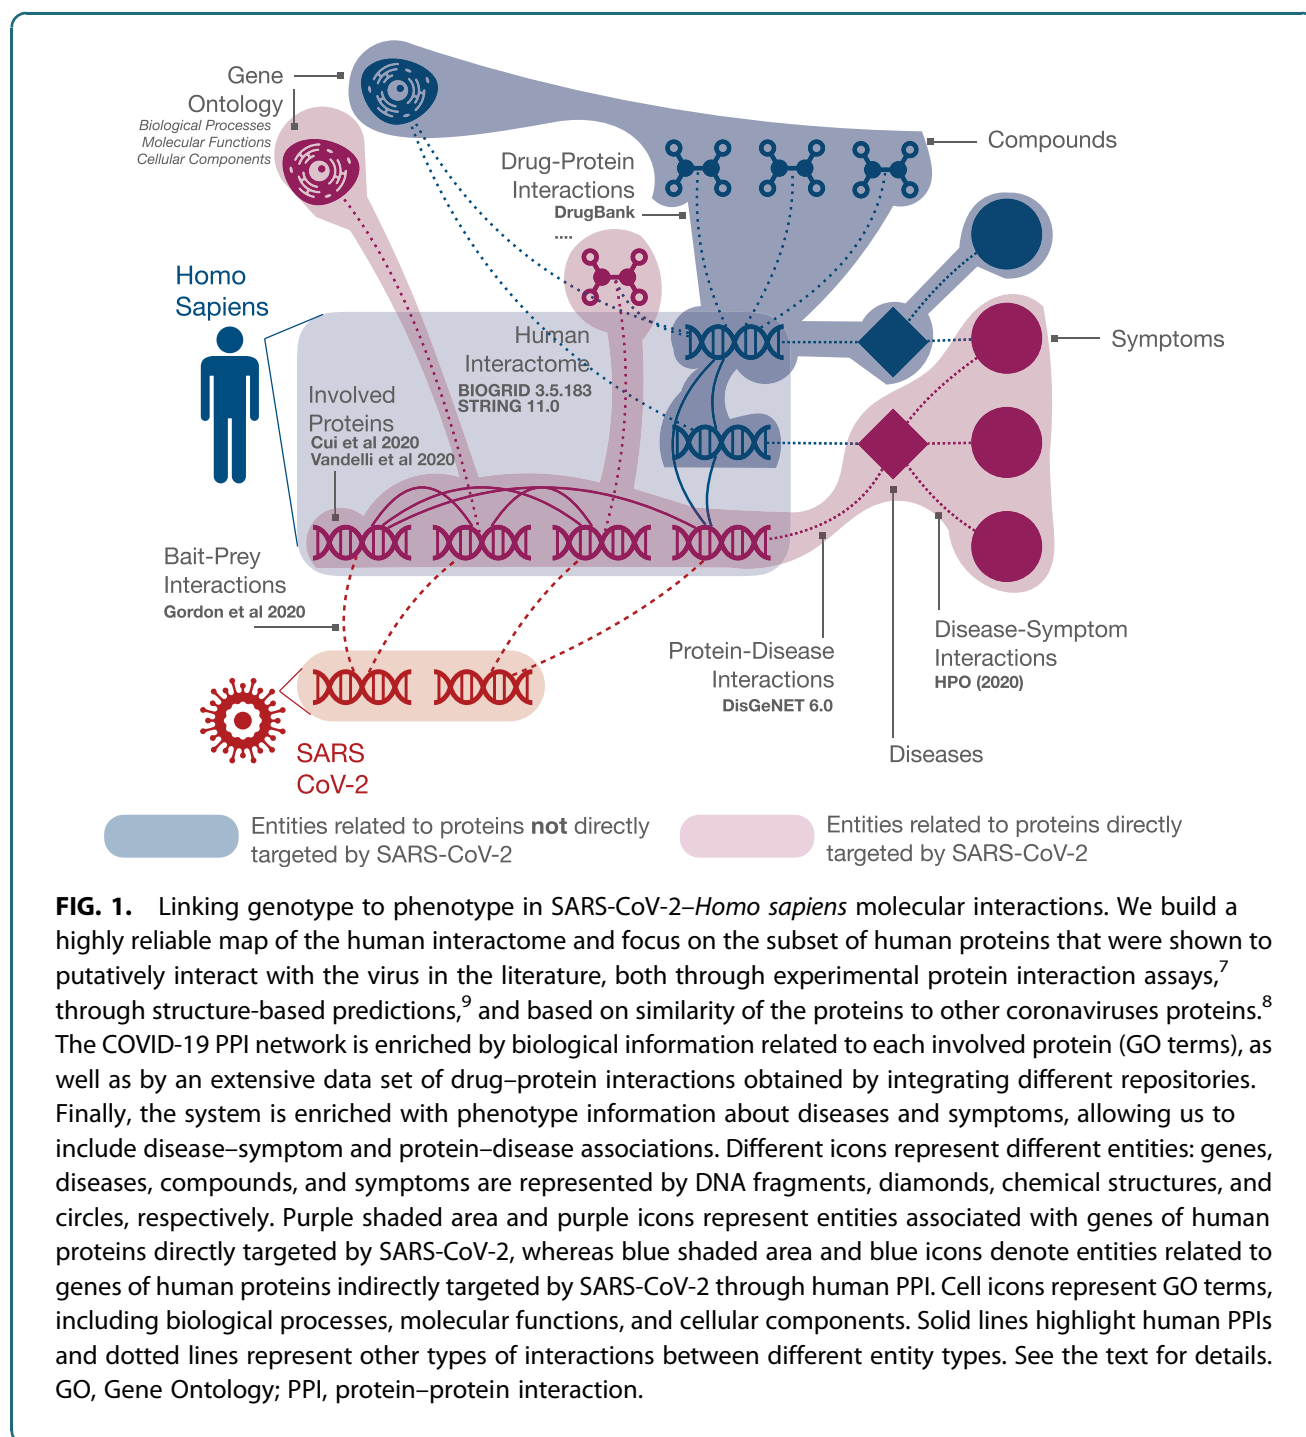 Gene
Ontology
Biological Processes
Molecular Functions
Cellular Components
Compounds
Drug-Protein
Interactions
DrugBank
....
Homo
Sapiens
Symptoms
Human
Interactome
BIOGRID 3.5.183
STRING 11.0
Involved
Proteins
Cui et al 2020
Vandelli et al 2020
Bait-Prey
Interactions
Gordon et al 2020
Protein-Disease
Interactions
DisGeNET 6.0
Disease-Symptom
Interactions
HPO (2020)
Diseases
SARS
CoV-2
Entities related to proteins not directly
targeted by SARS-CoV-2
Entities related to proteins directly
targeted by SARS-CoV-2
FIG. 1. Linking genotype to phenotype in SARS-CoV-2–Homo sapiens molecular interactions. We build a
highly reliable map of the human interactome and focus on the subset of human proteins that were shown to
putatively interact with the virus in the literature, both through experimental protein interaction assays,7
through structure-based predictions,9 and based on similarity of the proteins to other coronaviruses proteins.8
The COVID-19 PPI network is enriched by biological information related to each involved protein (GO terms), as
well as by an extensive data set of drug–protein interactions obtained by integrating different repositories.
Finally, the system is enriched with phenotype information about diseases and symptoms, allowing us to
include disease–symptom and protein–disease associations. Different icons represent different entities: genes,
diseases, compounds, and symptoms are represented by DNA fragments, diamonds, chemical structures, and
circles, respectively. Purple shaded area and purple icons represent entities associated with genes of human
proteins directly targeted by SARS-CoV-2, whereas blue shaded area and blue icons denote entities related to
genes of human proteins indirectly targeted by SARS-CoV-2 through human PPI. Cell icons represent GO terms,
including biological processes, molecular functions, and cellular components. Solid lines highlight human PPIs
and dotted lines represent other types of interactions between different entity types. See the text for details.
GO, Gene Ontology; PPI, protein–protein interaction.